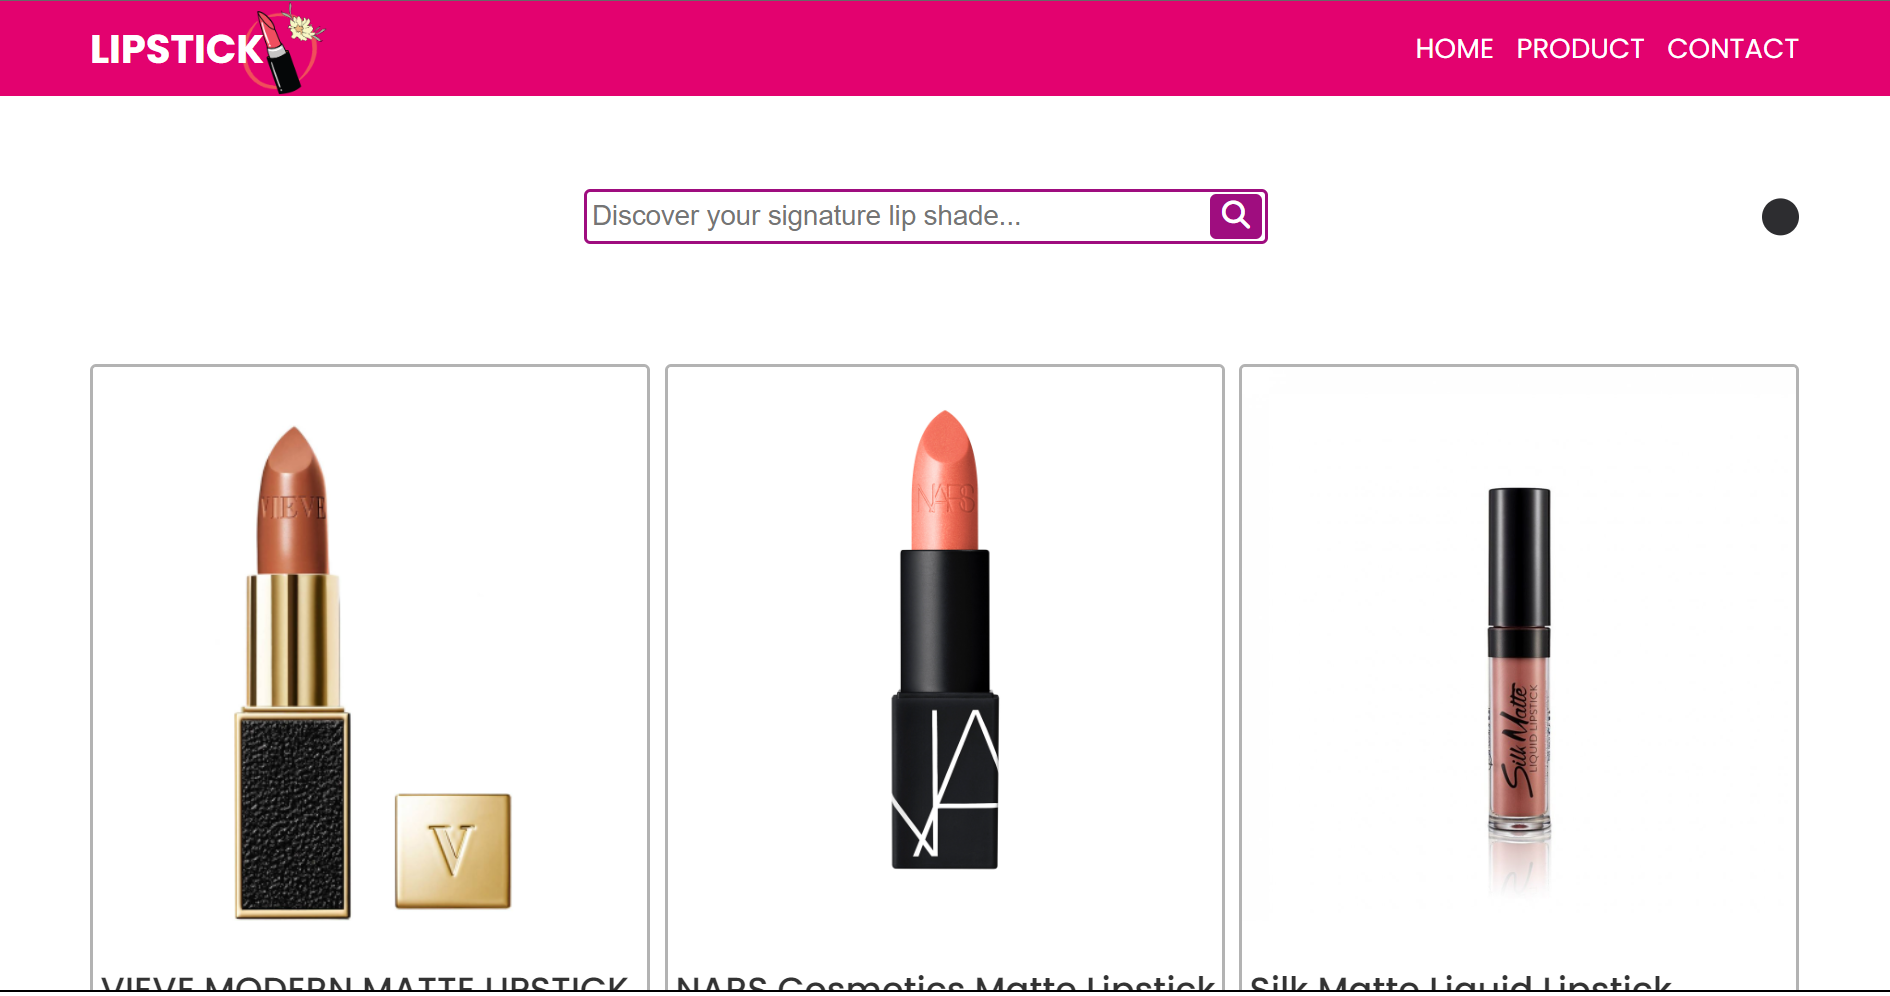 LIPSTICK
HOME PRODUCT CONTACT
Discover your signature lip shade...
VIEVE
V
NARS
Silk Matte
LIQUID LIPSTICK
VIEVE MODERN MATTE LIPSTICK
NARS Cosmetics Matte Lipstick
Silk Matte Liquid Lipstick